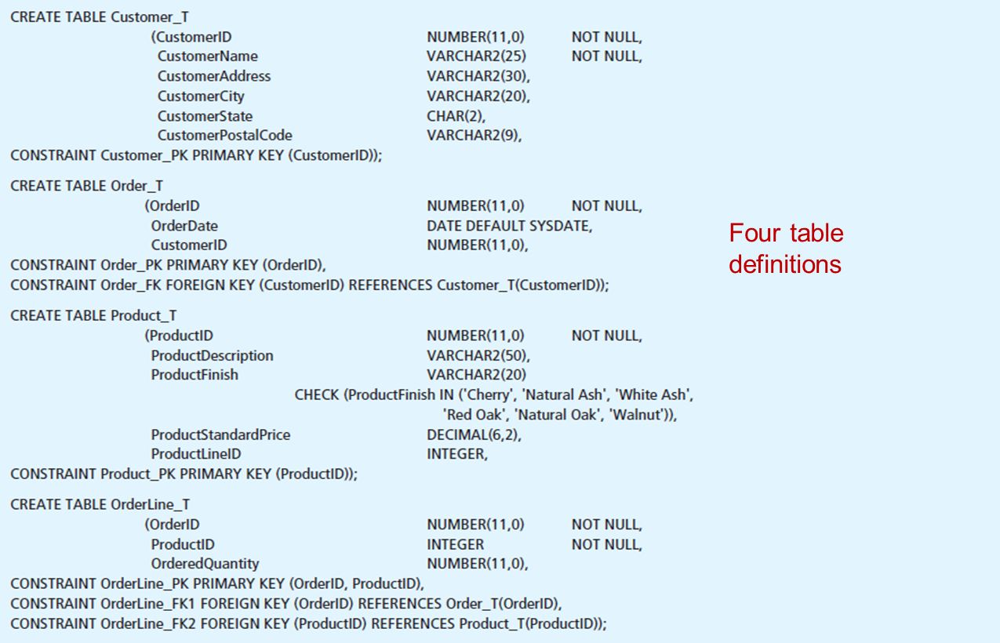 CREATE TABLE Customer_T
(CustomerID NUMBER(11,0) NOT NULL,
CustomerName VARCHAR2(25) NOT NULL,
CustomerAddress VARCHAR2(30),
CustomerCity VARCHAR2(20),
CustomerState CHAR(2),
CustomerPostalCode VARCHAR2(9),
CONSTRAINT Customer_PK PRIMARY KEY (CustomerID));
CREATE TABLE Order_T
(OrderID NUMBER(11,0) NOT NULL,
OrderDate DATE DEFAULT SYSDATE,
CustomerID NUMBER(11,0),
CONSTRAINT Order_PK PRIMARY KEY (OrderID),
CONSTRAINT Order_FK FOREIGN KEY (CustomerID) REFERENCES Customer_T(CustomerID));
CREATE TABLE Product_T
(ProductID NUMBER(11,0) NOT NULL,
ProductDescription VARCHAR2(50),
ProductFinish VARCHAR2(20)
CHECK (ProductFinish IN ('Cherry', 'Natural Ash', 'White Ash',
'Red Oak', 'Natural Oak', 'Walnut')),
ProductStandardPrice DECIMAL(6,2),
ProductLineID INTEGER,
CONSTRAINT Product_PK PRIMARY KEY (ProductID));
CREATE TABLE OrderLine_T
(OrderID NUMBER(11,0) NOT NULL,
ProductID INTEGER NOT NULL,
OrderedQuantity NUMBER(11,0),
CONSTRAINT OrderLine_PK PRIMARY KEY (OrderID, ProductID),
CONSTRAINT OrderLine_FK1 FOREIGN KEY (OrderID) REFERENCES Order_T(OrderID),
CONSTRAINT OrderLine_FK2 FOREIGN KEY (ProductID) REFERENCES Product_T(ProductID));
Four table
definitions